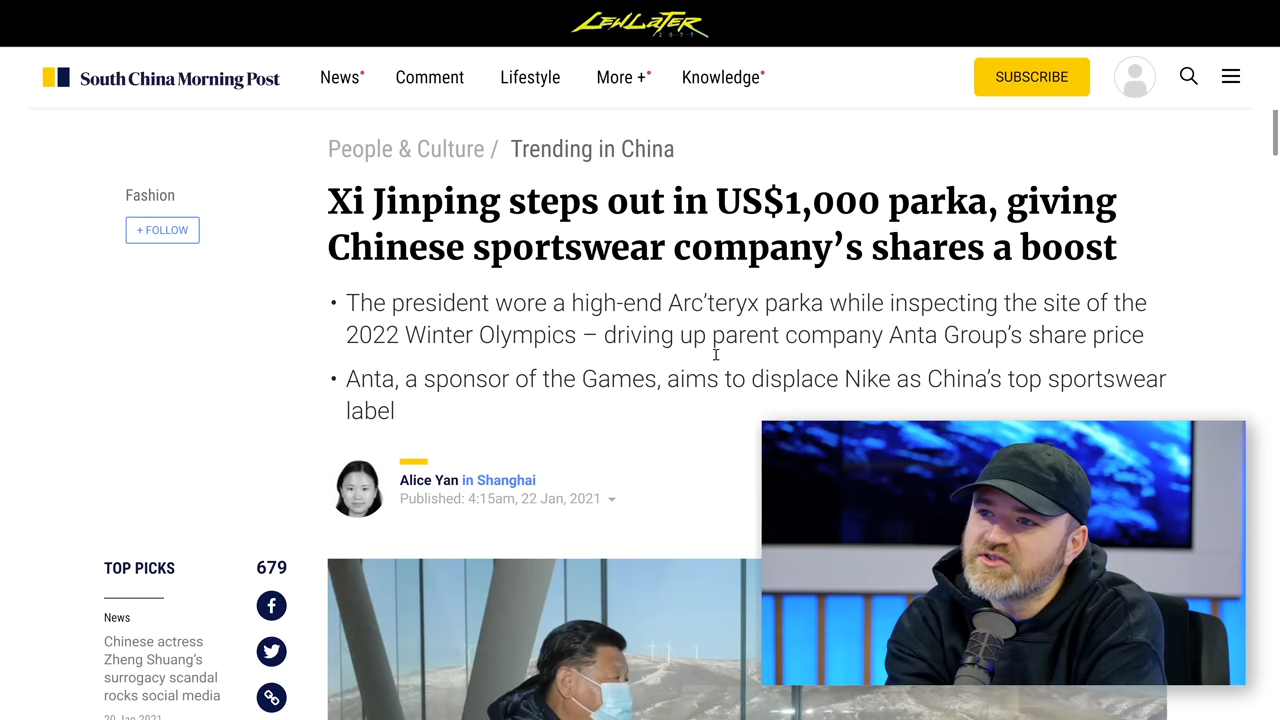 LEWLATER
2077
South China Morning Post
News
Comment
Lifestyle
More +
Knowledge
SUBSCRIBE
People & Culture / Trending in China
Fashion
+ FOLLOW
Xi Jinping steps out in US$1,000 parka, giving
Chinese sportswear company’s shares a boost
• The president wore a high-end Arc’teryx parka while inspecting the site of the
2022 Winter Olympics – driving up parent company Anta Group’s share price
• Anta, a sponsor of the Games, aims to displace Nike as China’s top sportswear
label
Alice Yan in Shanghai
Published: 4:15am, 22 Jan, 2021
TOP PICKS
679
News
Chinese actress
Zheng Shuang’s
surrogacy scandal
rocks social media
20 Jan 2021